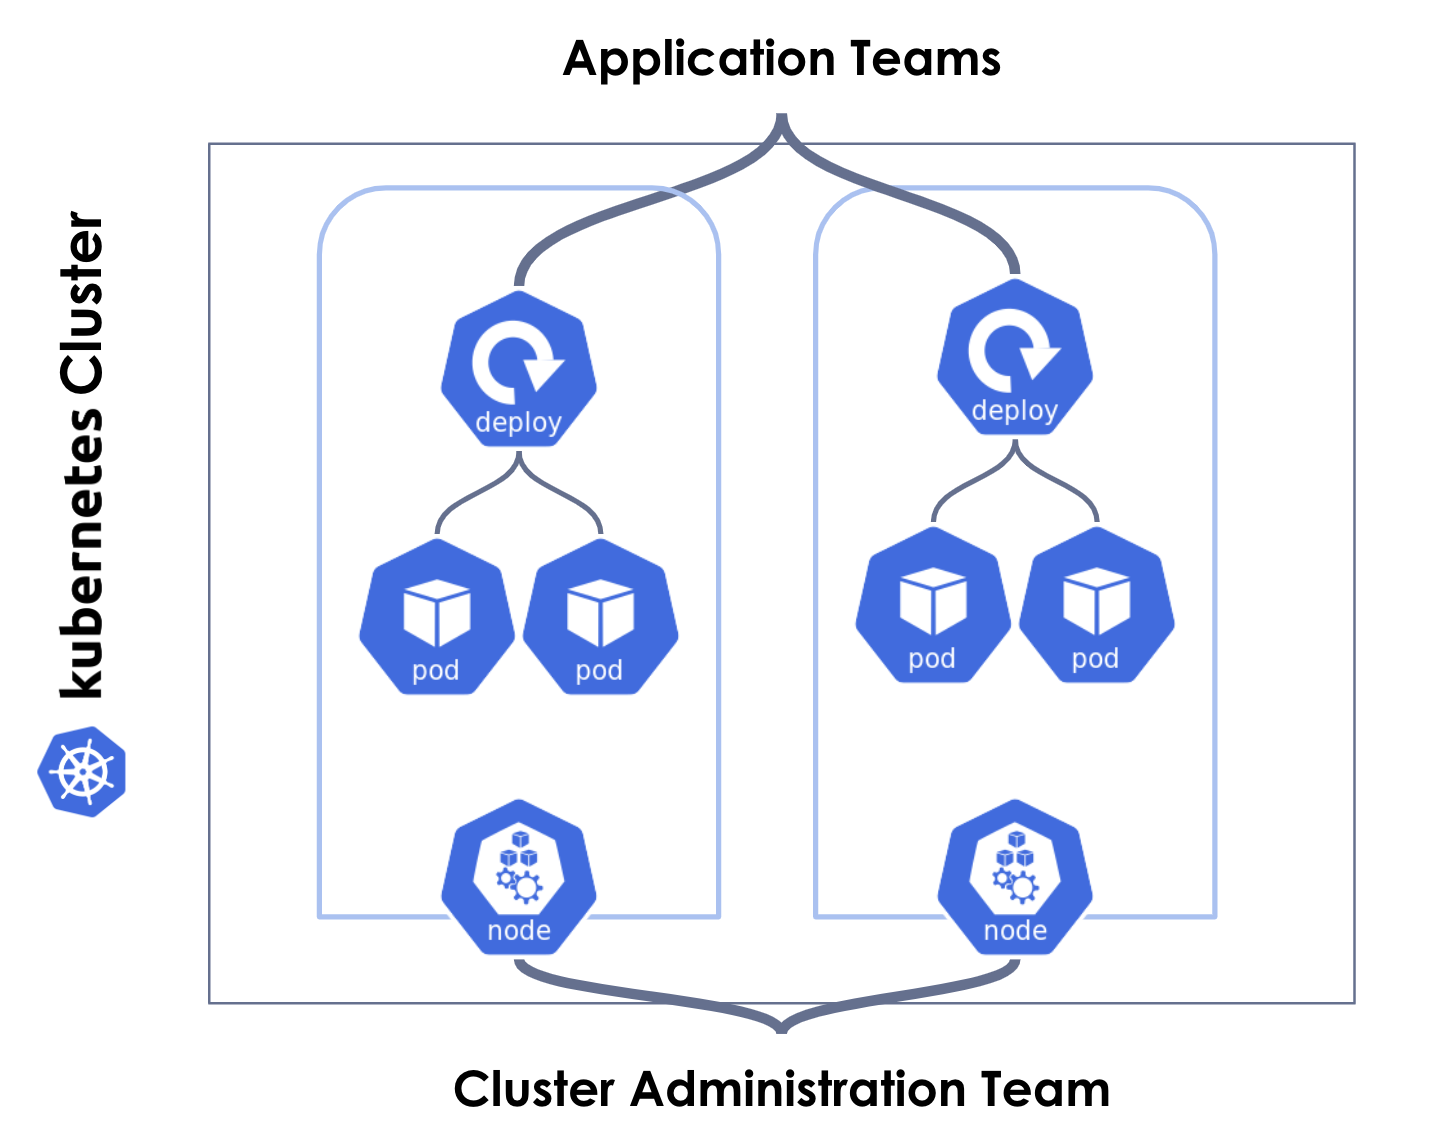 Application Teams
kubernetes Cluster
deploy
deploy
pod
pod
pod
pod
node
node
Cluster Administration Team